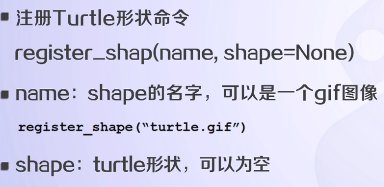 ▪ 注册Turtle形状命令
register_shap(name, shape=None)
▪ name：shape的名字，可以是一个gif图像
register_shape(“turtle.gif”)
▪ shape：turtle形状，可以为空